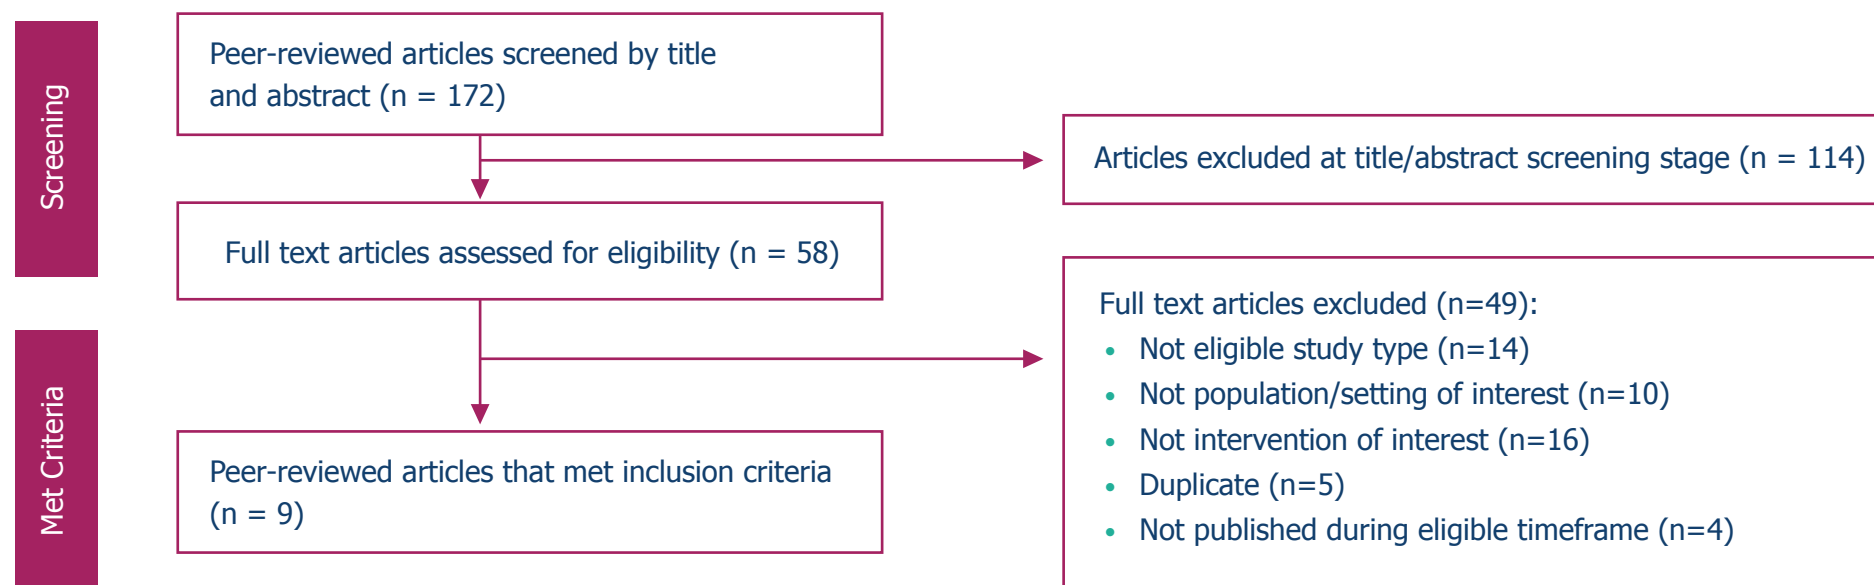 Screening
Peer-reviewed articles screened by title
and abstract (n = 172)
Articles excluded at title/abstract screening stage (n = 114)
Full text articles assessed for eligibility (n = 58)
Full text articles excluded (n=49):
• Not eligible study type (n=14)
• Not population/setting of interest (n=10)
• Not intervention of interest (n=16)
• Duplicate (n=5)
• Not published during eligible timeframe (n=4)
Met Criteria
Peer-reviewed articles that met inclusion criteria
(n = 9)